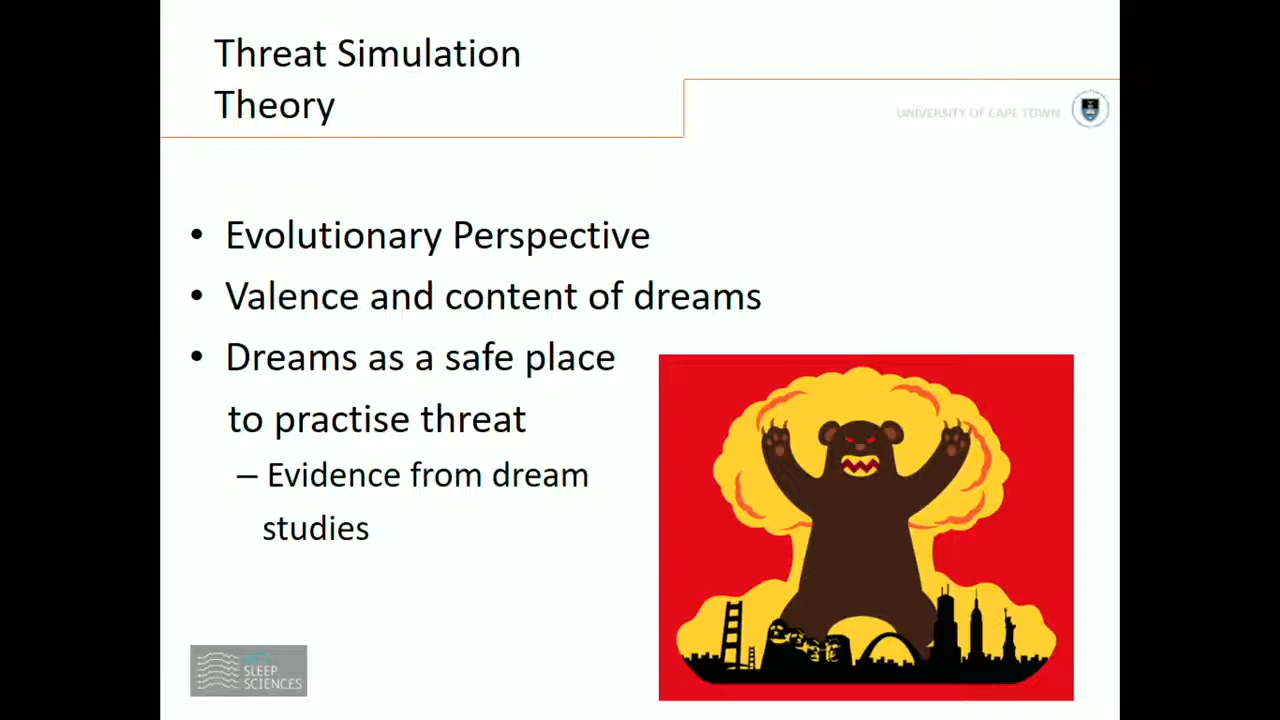 Threat Simulation
Theory
UNIVERSITY OF CAPE TOWN
• Evolutionary Perspective
• Valence and content of dreams
• Dreams as a safe place
to practise threat
– Evidence from dream
studies
SLEEP
SCIENCES